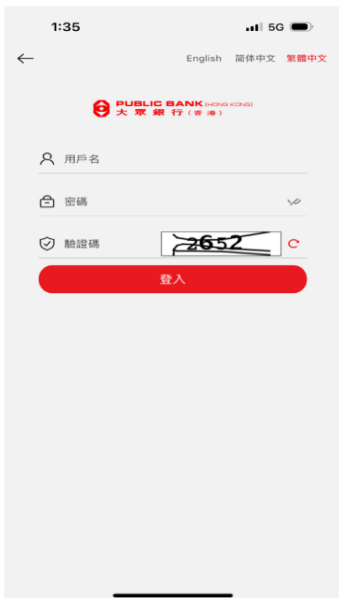 1:35 5G
English 简体中文 繁體中文
PUBLIC BANK (HONG KONG)
大眾銀行(香港)
用戶名
密碼
驗證碼 2652
登入